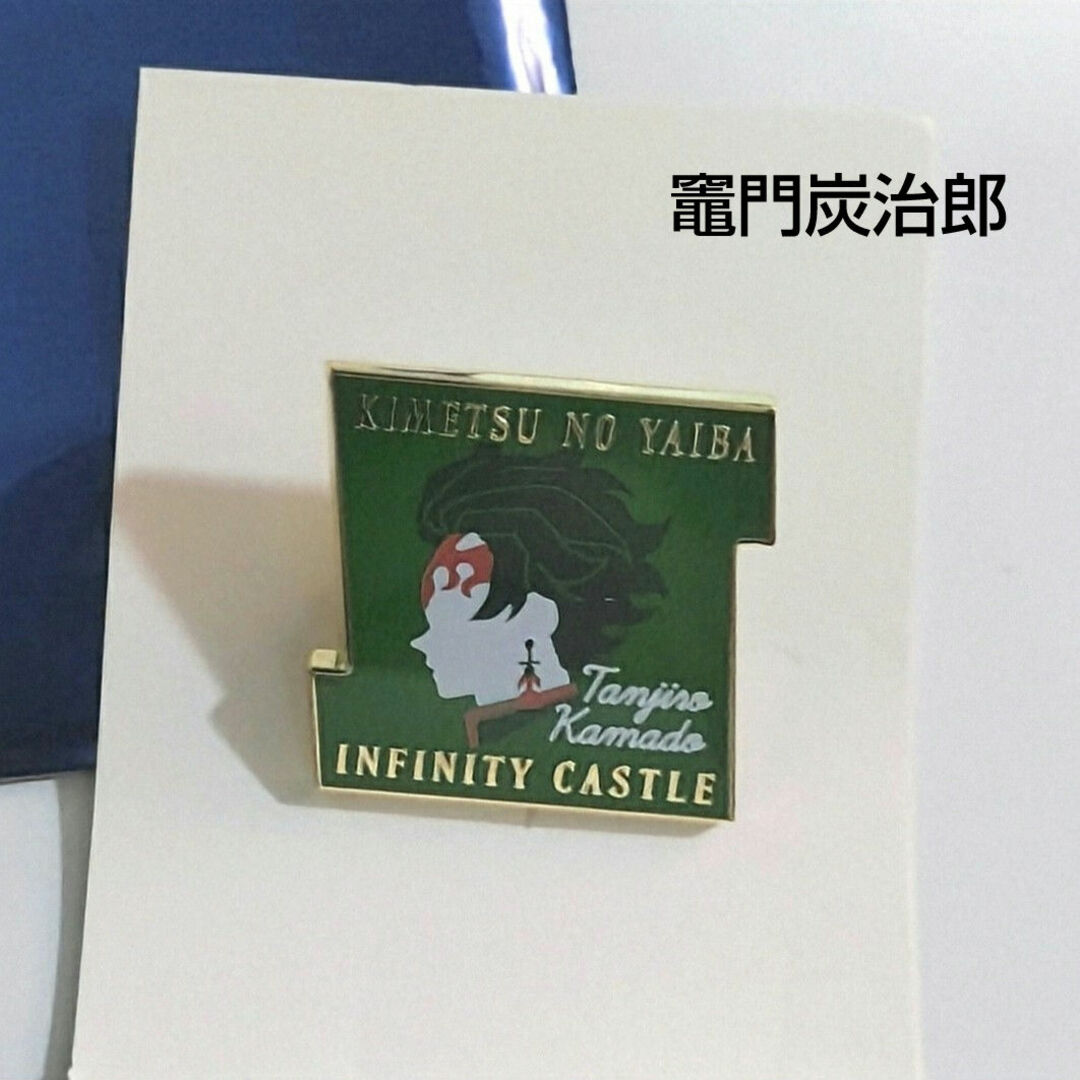 竈門炭治郎
KIMETSU NO YAIBA
Tanjiro
Kamado
INFINITY CASTLE